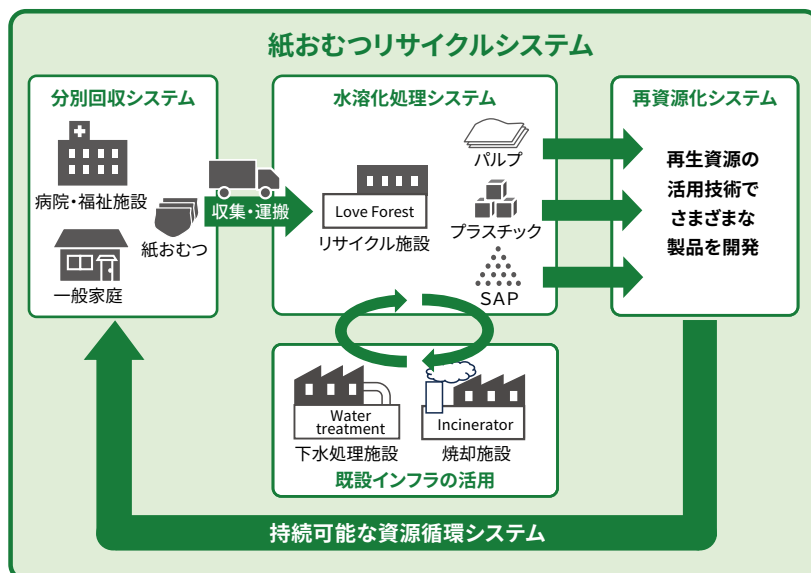 紙おむつリサイクルシステム
分別回収システム
病院・福祉施設
紙おむつ
一般家庭
収集・運搬
水溶化処理システム
Love Forest
リサイクル施設
パルプ
プラスチック
SAP
再資源化システム
再生資源の
活用技術で
さまざまな
製品を開発
Water
treatment
下水処理施設
Incinerator
焼却施設
既設インフラの活用
持続可能な資源循環システム